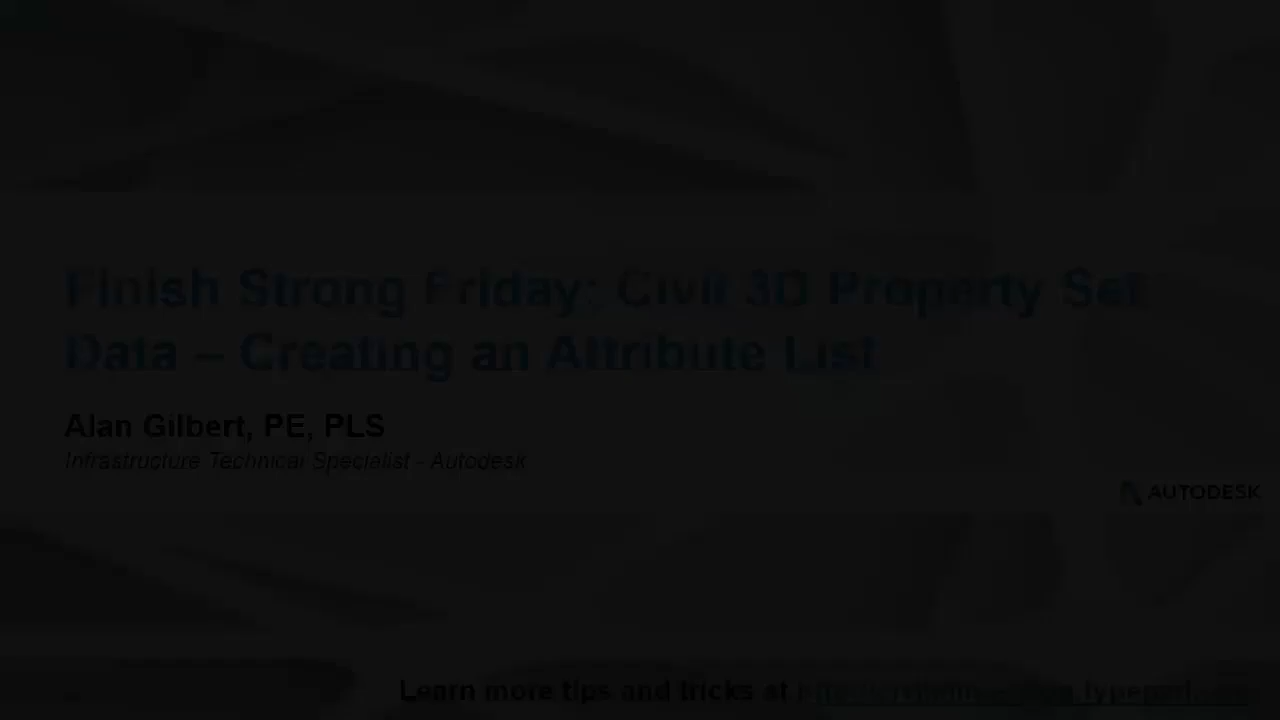 Finish Strong Friday: Civil 3D Property Set
Data – Creating an Attribute List
Alan Gilbert, PE, PLS
Infrastructure Technical Specialist - Autodesk
AUTODESK
Learn more tips and tricks at